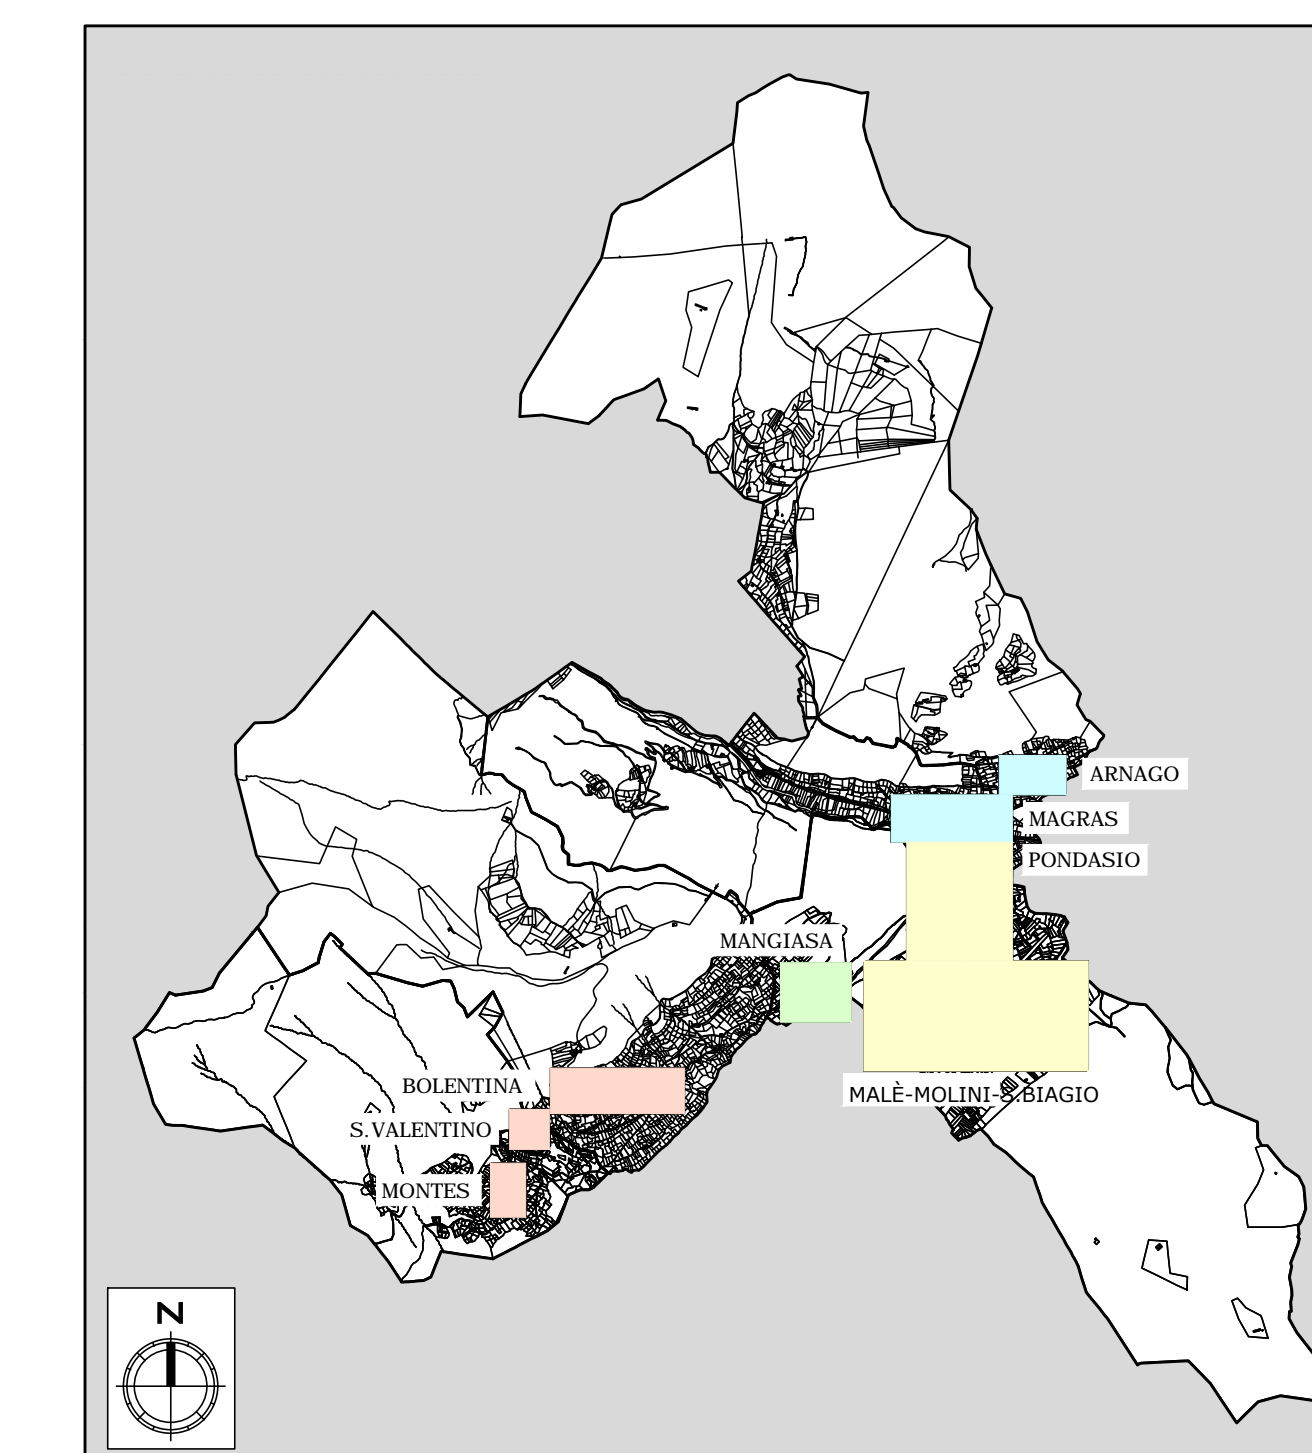 ARNAGO
MAGRAS
PONDASIO
MANGIASA
BOLENTINA
MALÈ-MOLINI-S.BIAGIO
S.VALENTINO
MONTES
N